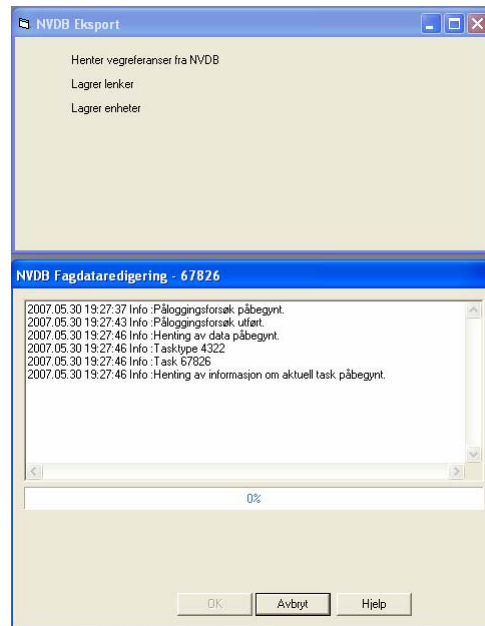 NVDB Eksport
Henter vegreferanser fra NVDB
Lagrer lenker
Lagrer enheter
NVDB Fagdataredigering - 67826
2007.05.30 19:27:37 Info :Påloggingsforsøk påbegynt.
2007.05.30 19:27:43 Info :Påloggingsforsøk utført.
2007.05.30 19:27:46 Info :Henting av data påbegynt.
2007.05.30 19:27:46 Info :Tasktype 4322
2007.05.30 19:27:46 Info :Task 67826
2007.05.30 19:27:46 Info :Henting av informasjon om aktuell task påbegynt.
0%
OK Avbryt Hjelp